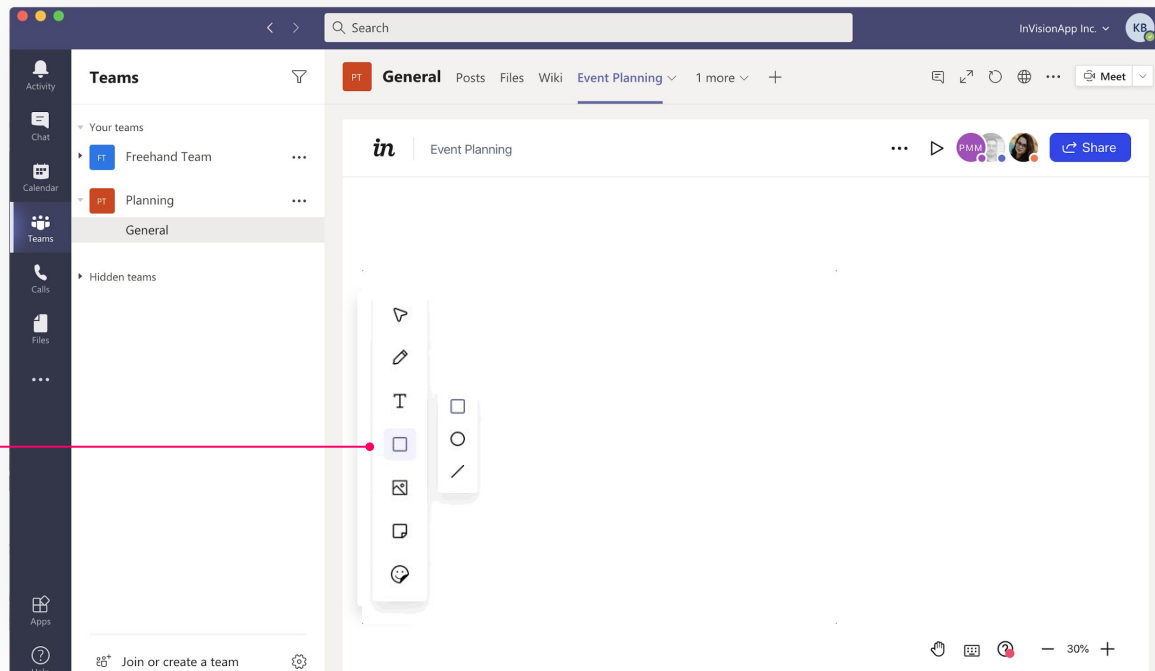 Search
InVisionApp Inc.
KB
Activity
Chat
Calendar
Teams
Calls
Files
Apps
Help
Teams
Your teams
FT Freehand Team
PT Planning
General
Hidden teams
Join or create a team
PT General Posts Files Wiki Event Planning 1 more
Meet
in Event Planning
PMM
Share
T
30%